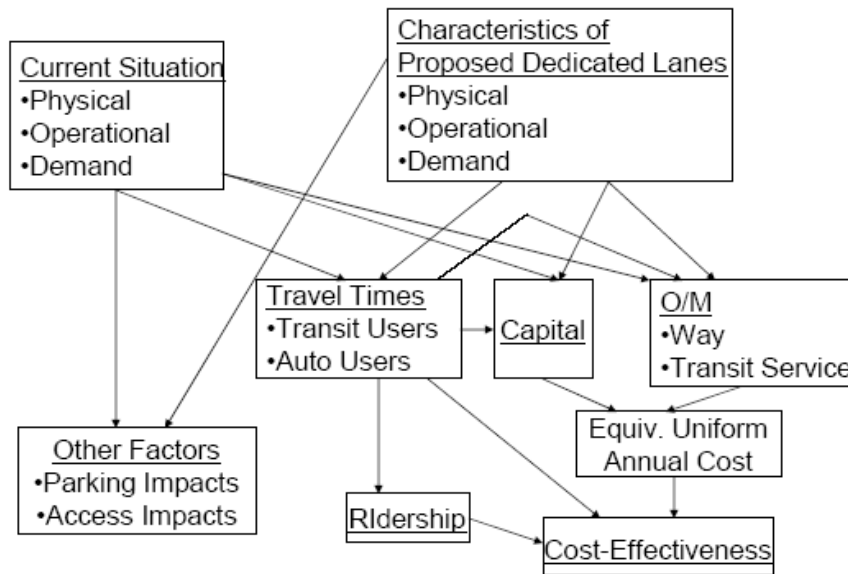 Current Situation
•Physical
•Operational
•Demand
Characteristics of
Proposed Dedicated Lanes
•Physical
•Operational
•Demand
Travel Times
•Transit Users
•Auto Users
Capital
O/M
•Way
•Transit Service
Other Factors
•Parking Impacts
•Access Impacts
Equiv. Uniform
Annual Cost
RIdership
Cost-Effectiveness